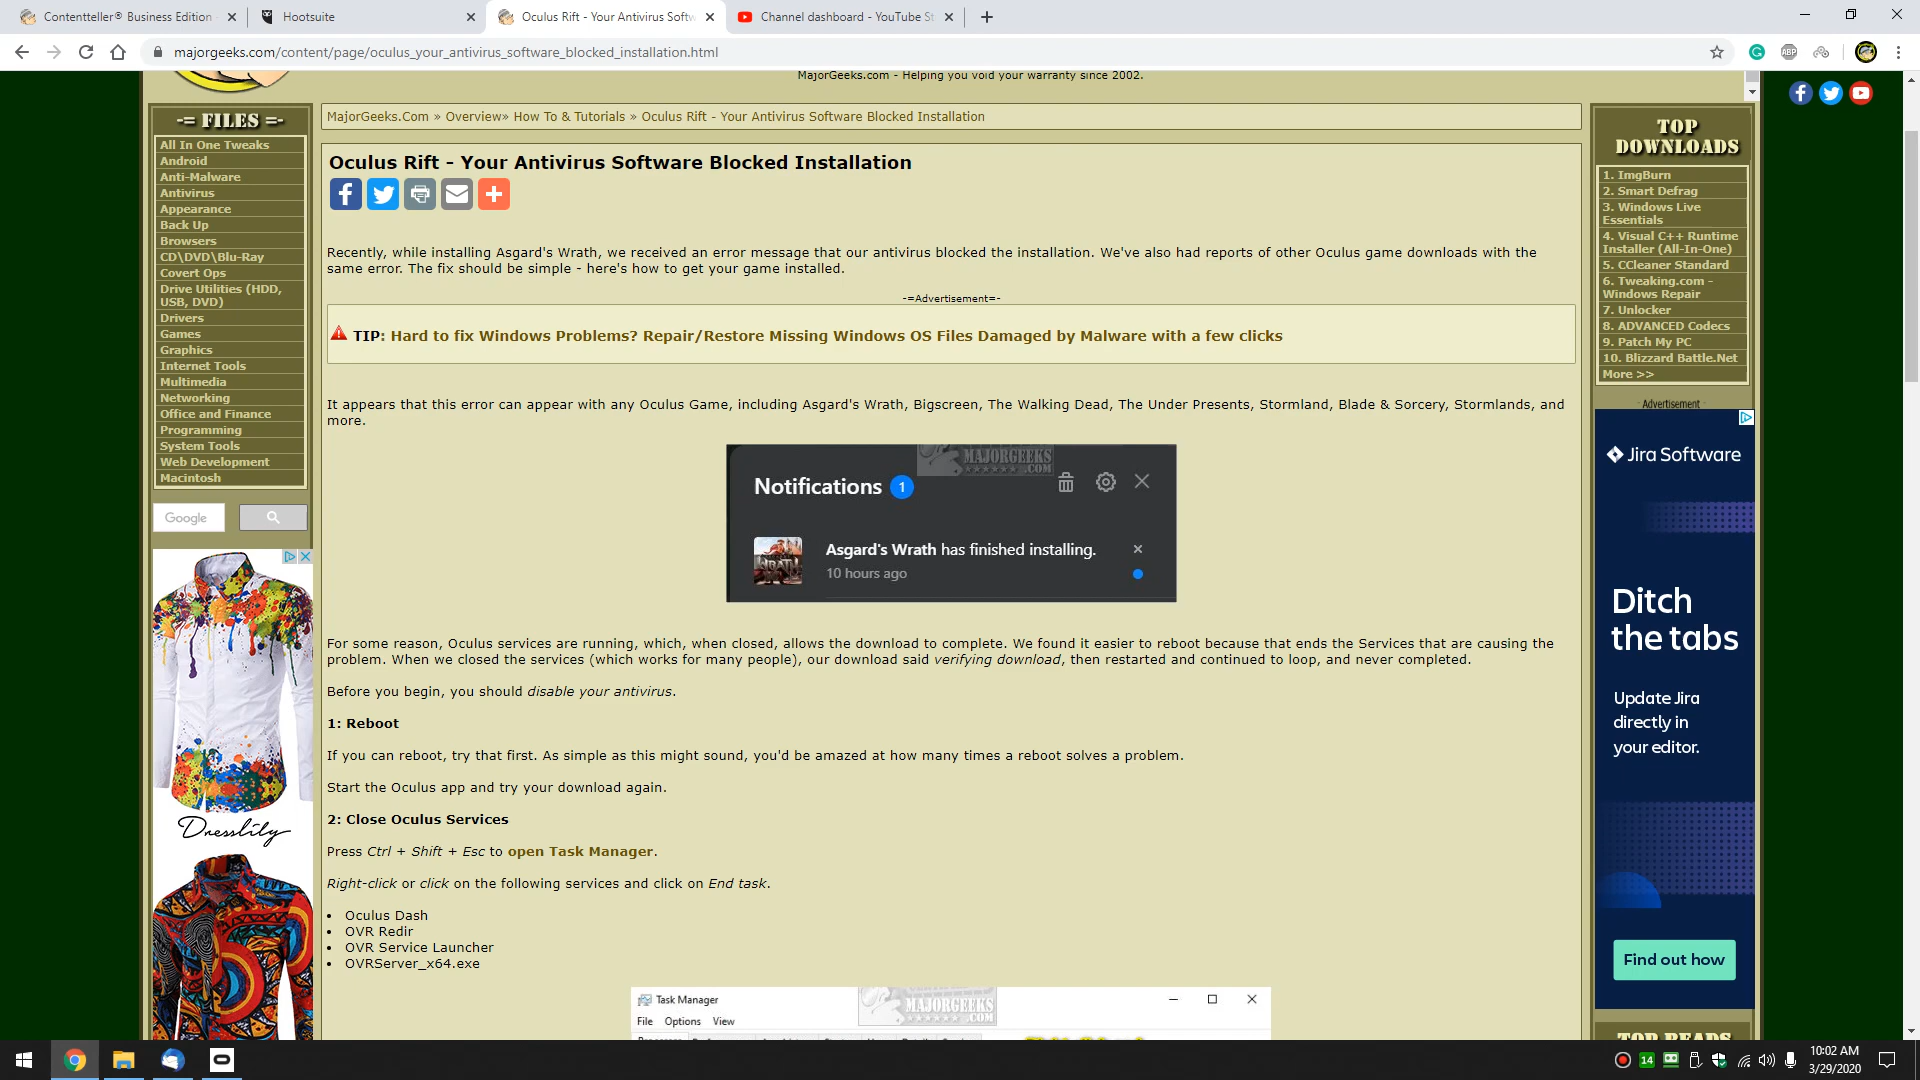 Contentteller® Business Edition
Hootsuite
Oculus Rift - Your Antivirus Softw
Channel dashboard - YouTube St
majorgeeks.com/content/page/oculus_your_antivirus_software_blocked_installation.html
ABP
MajorGeeks.com - Helping you void your warranty since 2002.
-= FILES =-
All In One Tweaks
Android
Anti-Malware
Antivirus
Appearance
Back Up
Browsers
CD\DVD\Blu-Ray
Covert Ops
Drive Utilities (HDD,
USB, DVD)
Drivers
Games
Graphics
Internet Tools
Multimedia
Networking
Office and Finance
Programming
System Tools
Web Development
Macintosh
Google
Dresslily
MajorGeeks.Com » Overview» How To & Tutorials » Oculus Rift - Your Antivirus Software Blocked Installation
Oculus Rift - Your Antivirus Software Blocked Installation
Recently, while installing Asgard's Wrath, we received an error message that our antivirus blocked the installation. We've also had reports of other Oculus game downloads with the
same error. The fix should be simple - here's how to get your game installed.
-=Advertisement=-
TIP: Hard to fix Windows Problems? Repair/Restore Missing Windows OS Files Damaged by Malware with a few clicks
It appears that this error can appear with any Oculus Game, including Asgard's Wrath, Bigscreen, The Walking Dead, The Under Presents, Stormland, Blade & Sorcery, Stormlands, and
more.
MAJORGEEKS
.COM
Notifications 1
WRATH
Asgard's Wrath has finished installing.
10 hours ago
For some reason, Oculus services are running, which, when closed, allows the download to complete. We found it easier to reboot because that ends the Services that are causing the
problem. When we closed the services (which works for many people), our download said verifying download, then restarted and continued to loop, and never completed.
Before you begin, you should disable your antivirus.
1: Reboot
If you can reboot, try that first. As simple as this might sound, you'd be amazed at how many times a reboot solves a problem.
Start the Oculus app and try your download again.
2: Close Oculus Services
Press Ctrl + Shift + Esc to open Task Manager.
Right-click or click on the following services and click on End task.
• Oculus Dash
• OVR Redir
• OVR Service Launcher
• OVRServer_x64.exe
Task Manager
MAJORGEEKS
.COM
File Options View
TOP
DOWNLOADS
1. ImgBurn
2. Smart Defrag
3. Windows Live
Essentials
4. Visual C++ Runtime
Installer (All-In-One)
5. CCleaner Standard
6. Tweaking.com -
Windows Repair
7. Unlocker
8. ADVANCED Codecs
9. Patch My PC
10. Blizzard Battle.Net
More >>
Advertisement
Jira Software
Ditch
the tabs
Update Jira
directly in
your editor.
Find out how
TOP READS
14
10:02 AM
3/29/2020